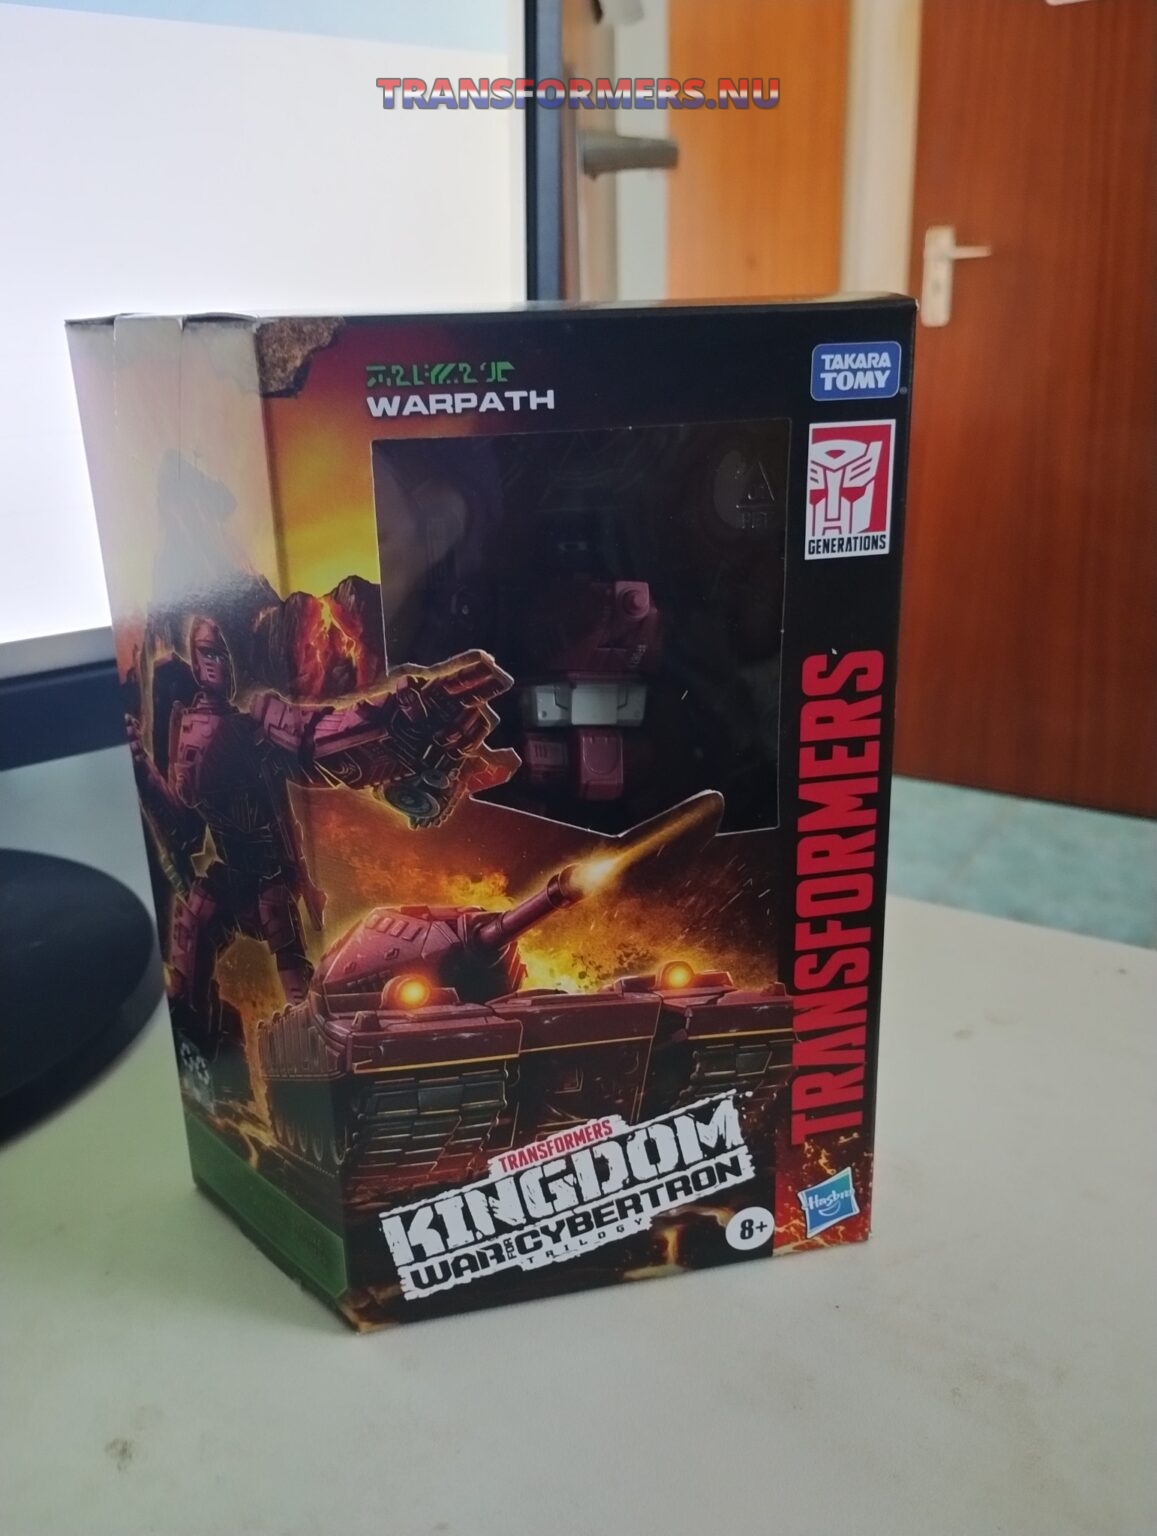 TRANSFORMERS.NU
WARPATH
TAKARA
TOMY
GENERATIONS
TRANSFORMERS
TRANSFORMERS
KINGDOM
WAR FOR CYBERTRON
TRILOGY
8+
Hasbro